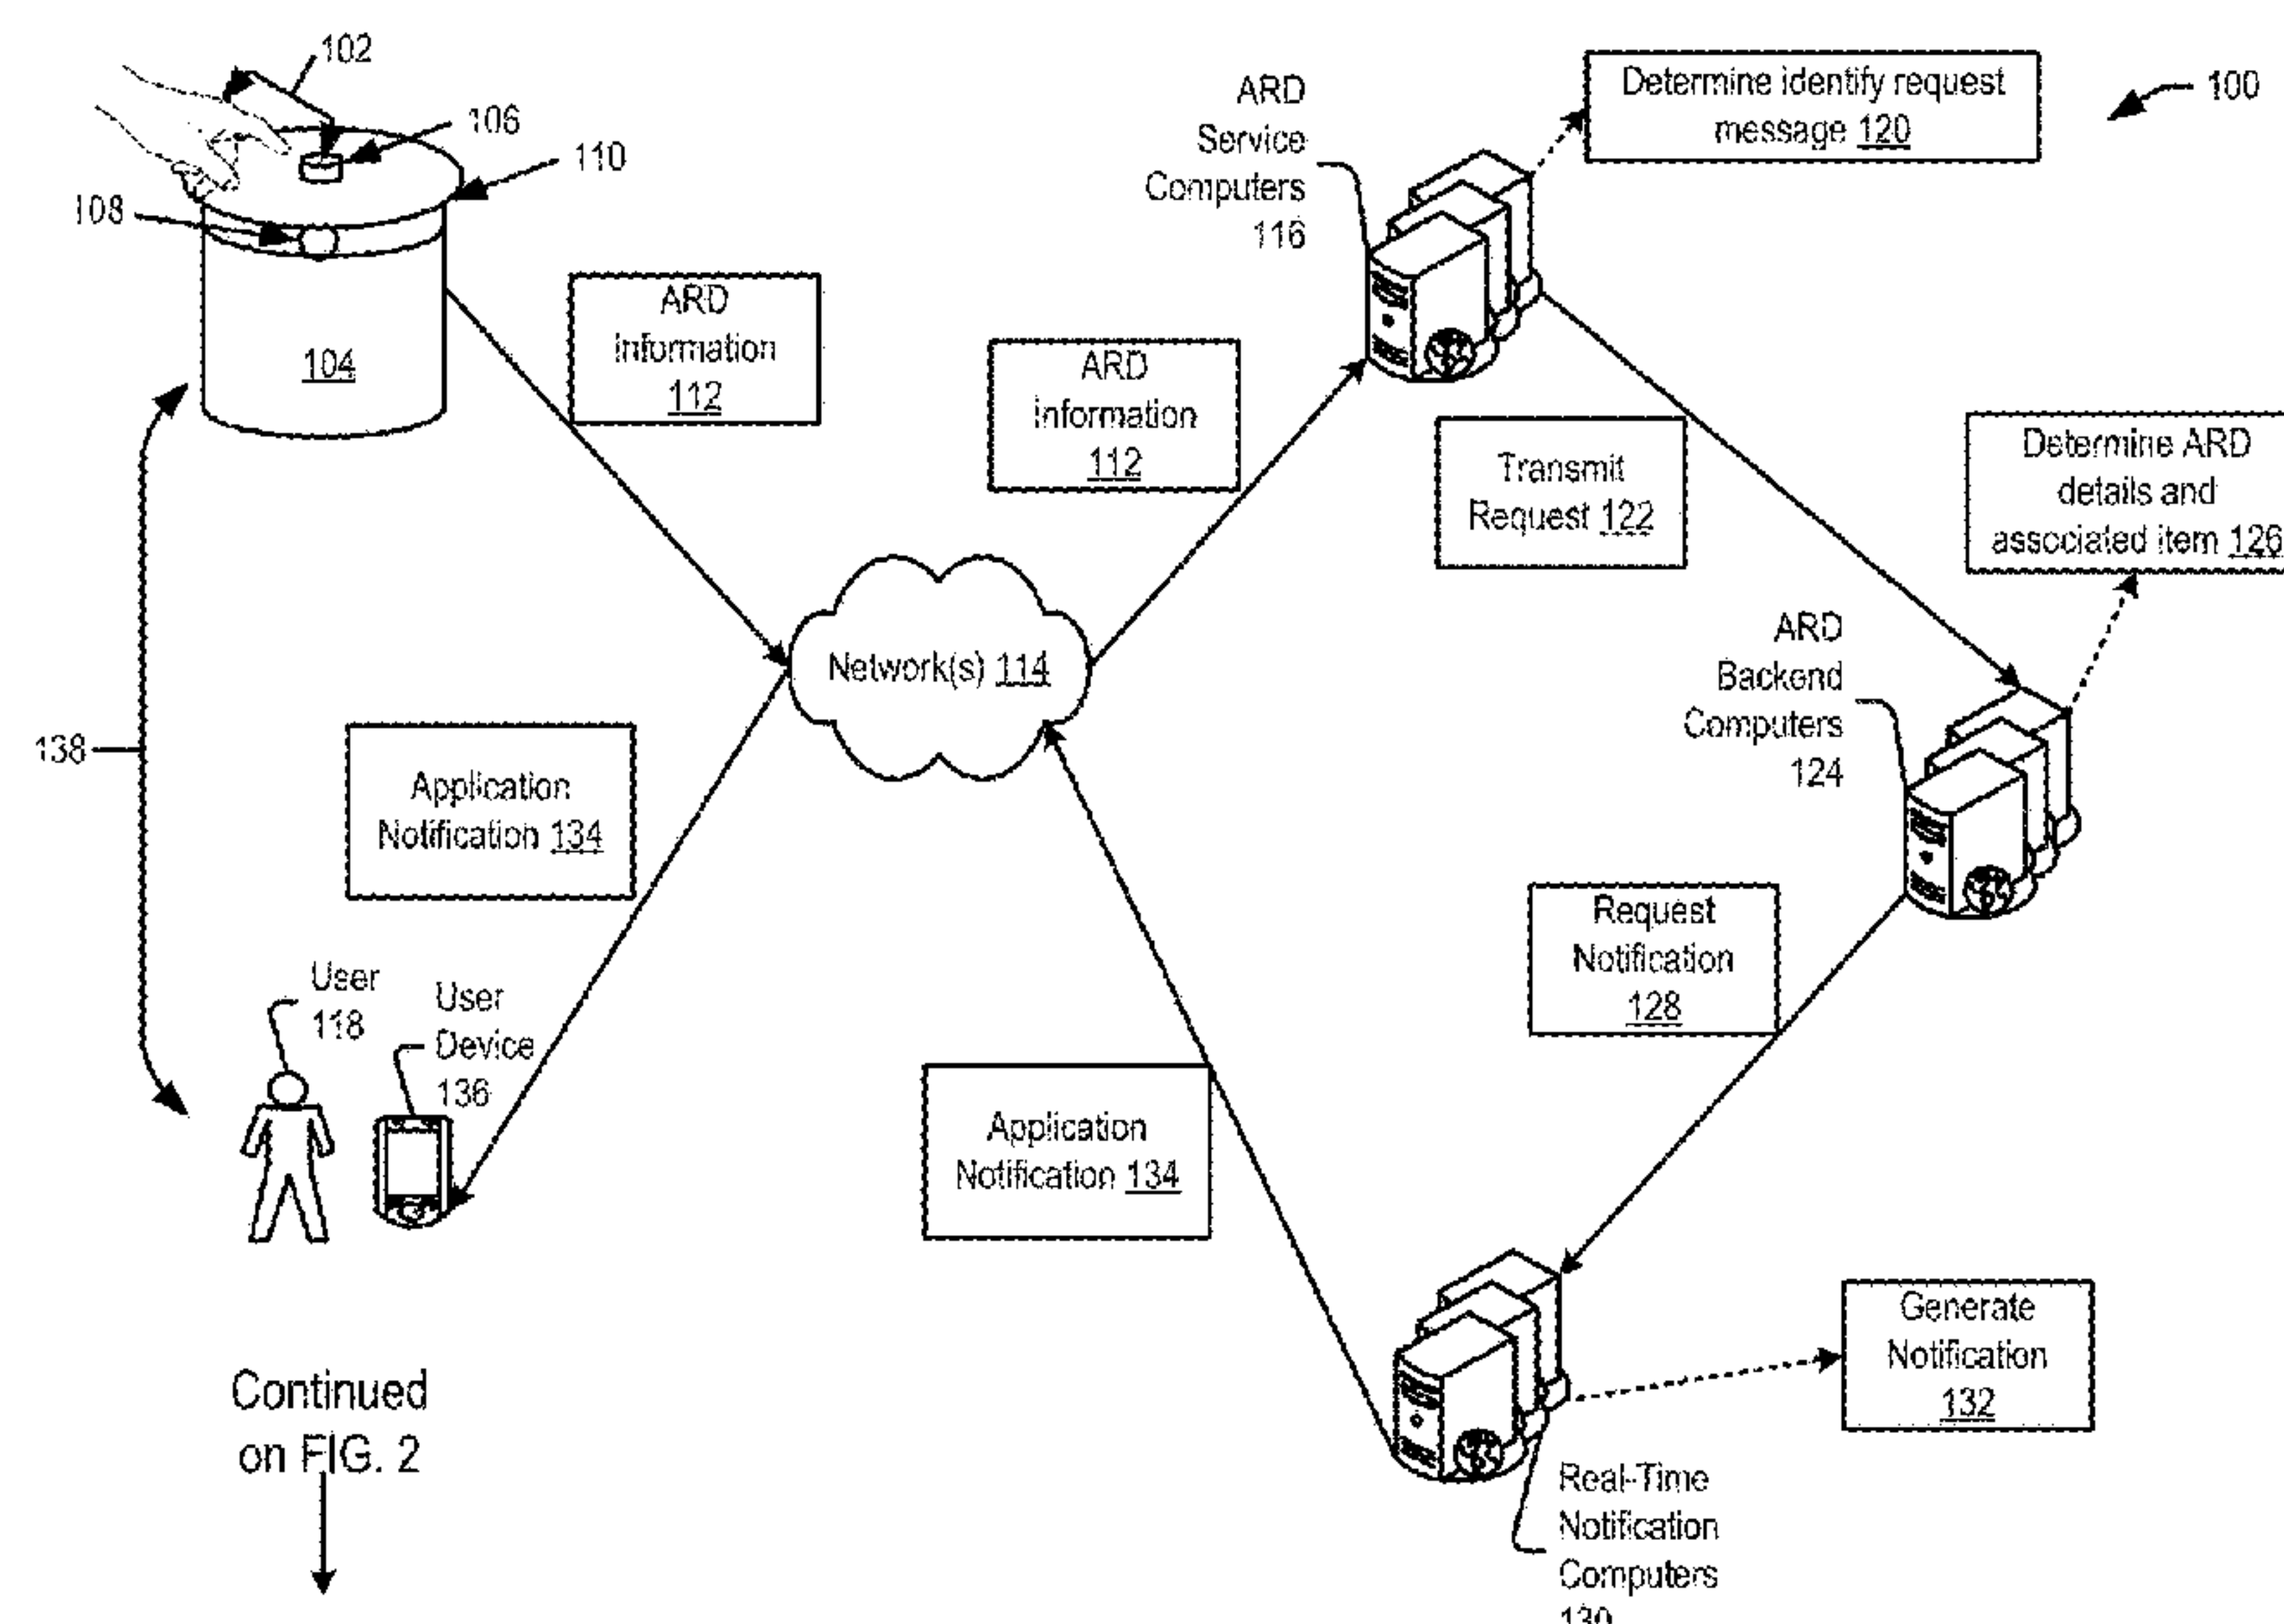 102
106
110
108
104
ARD
Information
112
ARD
Service
Computers
116
Determine identify request
message 120
100
ARD
Information
112
Transmit
Request 122
Determine ARD
details and
associated item 126
Network(s) 114
ARD
Backend
Computers
124
138
Application
Notification 134
Request
Notification
128
User
118
User
Device
136
Application
Notification 134
Generate
Notification
132
Continued
on FIG. 2
Real-Time
Notification
Computers
130